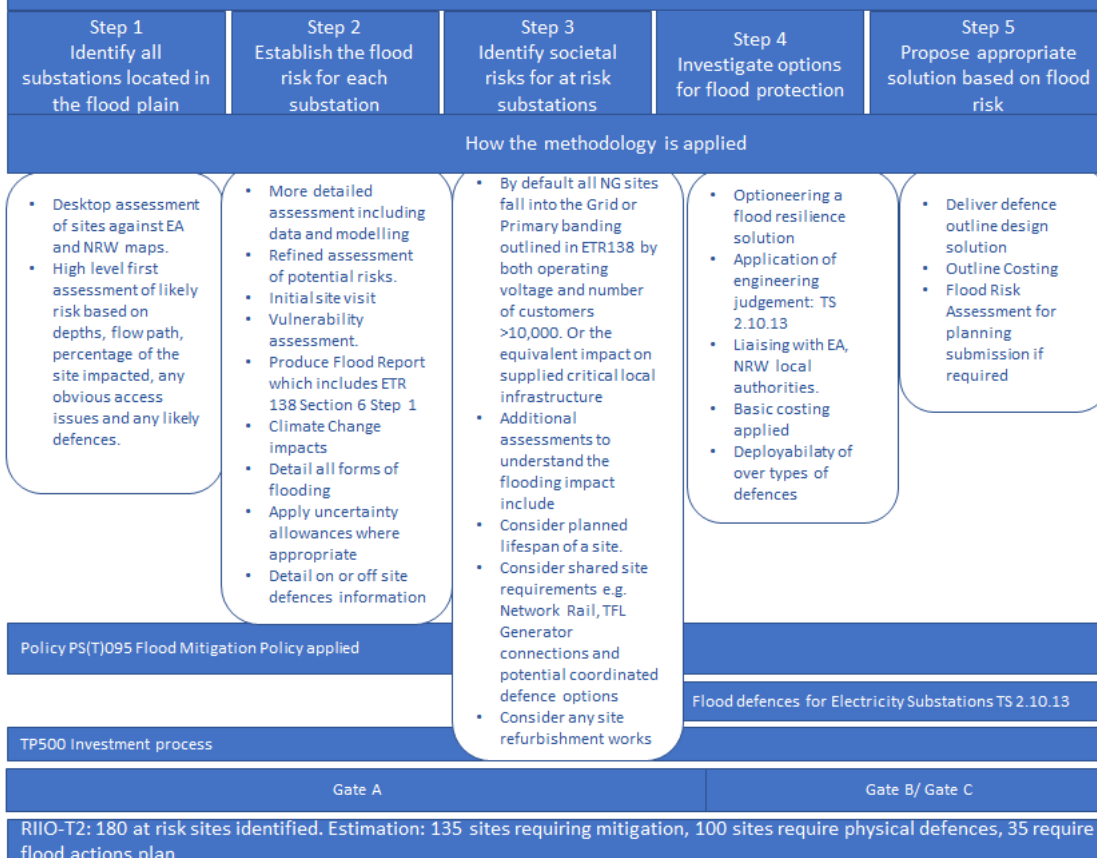 Step 1
Identify all
substations located in
the flood plain
Step 2
Establish the flood
risk for each
substation
Step 3
Identify societal
risks for at risk
substations
Step 4
Investigate options
for flood protection
Step 5
Propose appropriate
solution based on flood
risk
How the methodology is applied
• Desktop assessment
of sites against EA
and NRW maps.
• High level first
assessment of likely
risk based on
depths, flow path,
percentage of the
site impacted, any
obvious access
issues and any likely
defences.
• More detailed
assessment including
data and modelling
• Refined assessment
of potential risks.
• Initial site visit
• Vulnerability
assessment.
• Produce Flood Report
which includes ETR
138 Section 6 Step 1
• Climate Change
impacts
• Detail all forms of
flooding
• Apply uncertainty
allowances where
appropriate
• Detail on or off site
defences information
• By default all NG sites
fall into the Grid or
Primary banding
outlined in ETR138 by
both operating
voltage and number
of customers
>10,000. Or the
equivalent impact on
supplied critical local
infrastructure
• Additional
assessments to
understand the
flooding impact
include
• Consider planned
lifespan of a site.
• Consider shared site
requirements e.g.
Network Rail, TFL
Generator
connections and
potential coordinated
defence options
• Consider any site
refurbishment works
• Optioneering a
flood resilience
solution
• Application of
engineering
judgement: TS
2.10.13
• Liaising with EA,
NRW local
authorities.
• Basic costing
applied
• Deployabilaty of
over types of
defences
• Deliver defence
outline design
solution
• Outline Costing
• Flood Risk
Assessment for
planning
submission if
required
Policy PS(T)095 Flood Mitigation Policy applied
Flood defences for Electricity Substations TS 2.10.13
TP500 Investment process
Gate A
Gate B/ Gate C
RIIO-T2: 180 at risk sites identified. Estimation: 135 sites requiring mitigation, 100 sites require physical defences, 35 require
flood actions plan